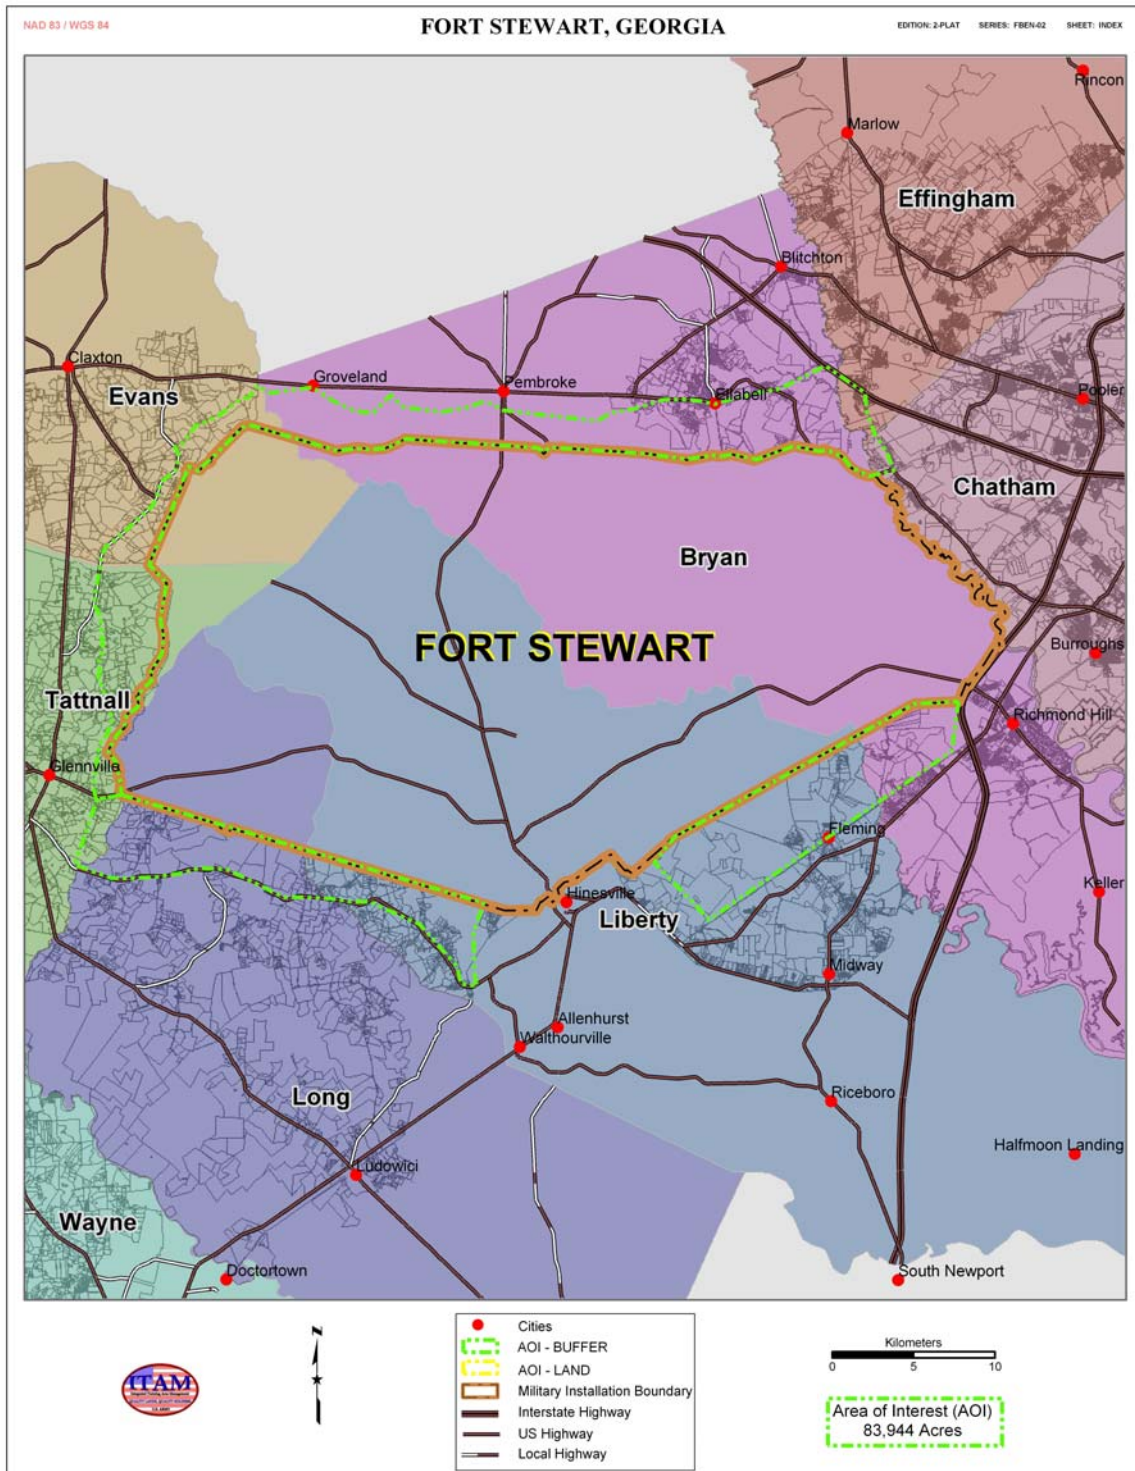 NAD 83 / WGS 84
FORT STEWART, GEORGIA
EDITION: 2-PLAT SERIES: FBEN-02 SHEET: INDEX
Rincon
Marlow
Effingham
Blitchton
Claxton
Evans
Groveland
Pembroke
Ellabell
Pooler
Chatham
Bryan
FORT STEWART
Burroughs
Tattnall
Richmond Hill
Glennville
Fleming
Keller
Hinesville
Liberty
Midway
Allenhurst
Walthourville
Long
Riceboro
Halfmoon Landing
Ludowici
Wayne
Doctortown
South Newport
N
ITAM
Cities
AOI - BUFFER
AOI - LAND
Military Installation Boundary
Interstate Highway
US Highway
Local Highway
Kilometers
0 5 10
Area of Interest (AOI)
83,944 Acres